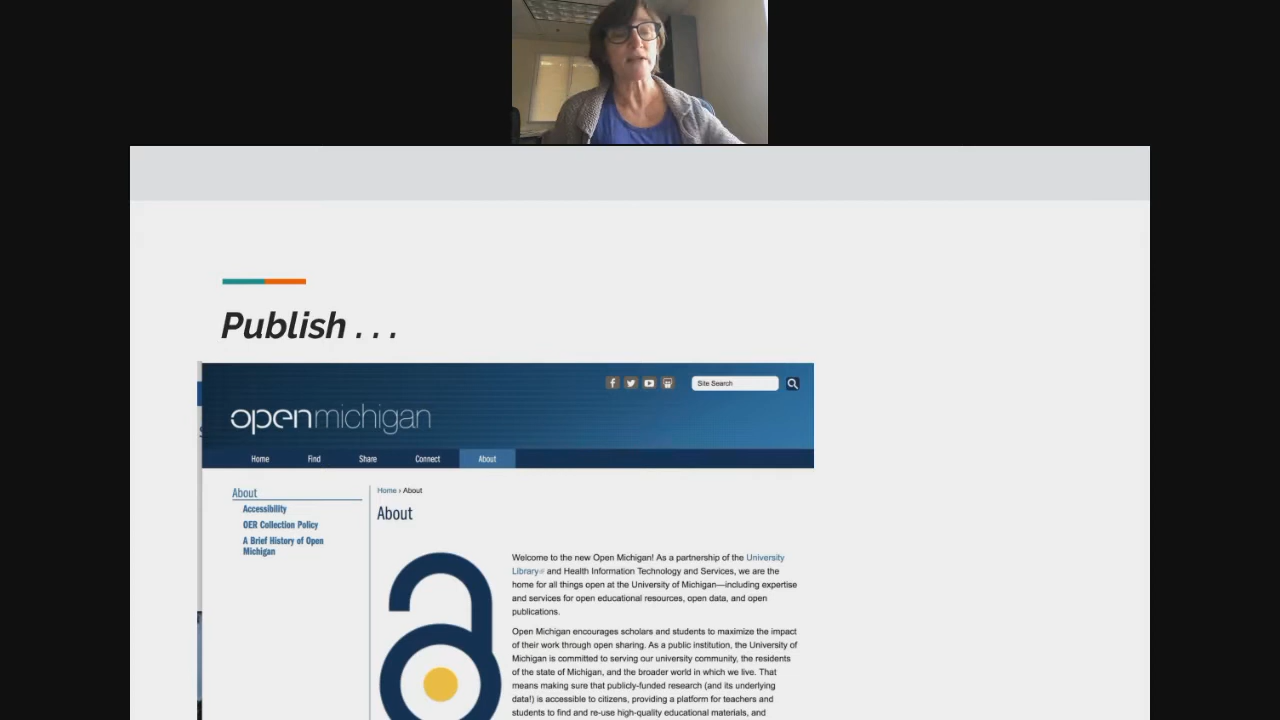 Publish . . .
Site Search
openmichigan
Home Find Share Connect About
About
Accessibility
OER Collection Policy
A Brief History of Open
Michigan
Home › About
About
Welcome to the new Open Michigan! As a partnership of the University
Library and Health Information Technology and Services, we are the
home for all things open at the University of Michigan—including expertise
and services for open educational resources, open data, and open
publications.
Open Michigan encourages scholars and students to maximize the impact
of their work through open sharing. As a public institution, the University of
Michigan is committed to serving our university community, the residents
of the state of Michigan, and the broader world in which we live. That
means making sure that publicly-funded research (and its underlying
data!) is accessible to citizens, providing a platform for teachers and
students to find and re-use high-quality educational materials, and